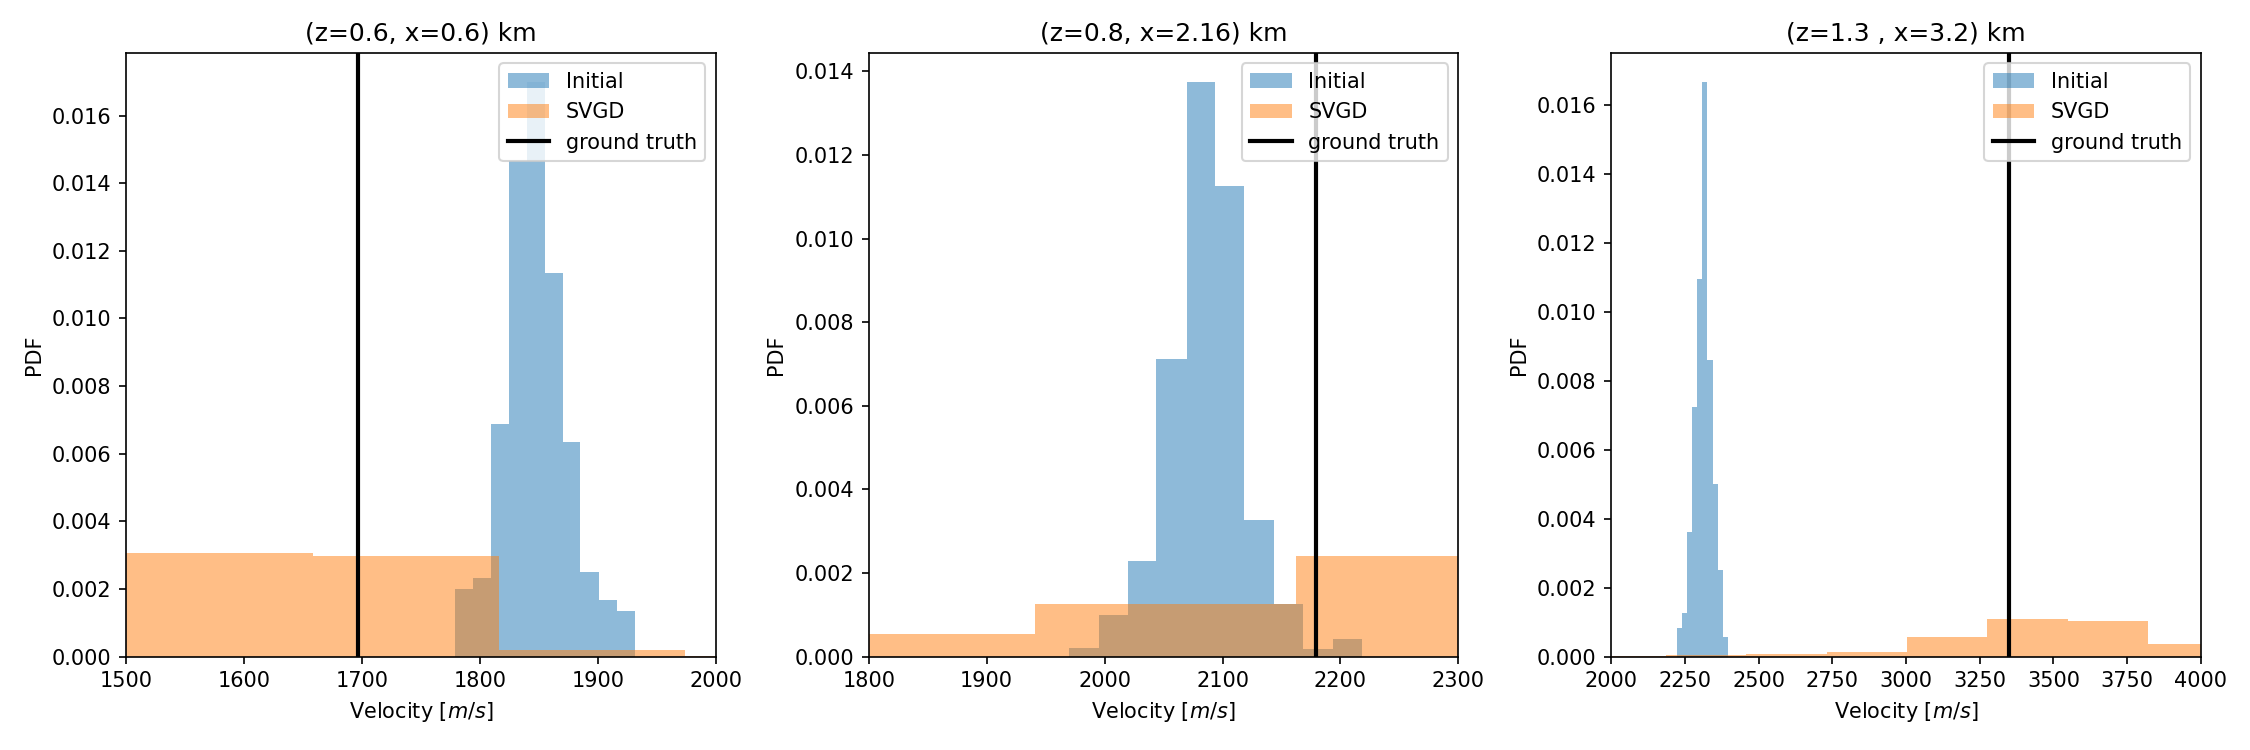 (z=0.6, x=0.6) km
Initial
SVGD
ground truth
PDF
0.016
0.014
0.012
0.010
0.008
0.006
0.004
0.002
0.000
1500 1600 1700 1800 1900 2000
Velocity [m/s]
(z=0.8, x=2.16) km
Initial
SVGD
ground truth
PDF
0.014
0.012
0.010
0.008
0.006
0.004
0.002
0.000
1800 1900 2000 2100 2200 2300
Velocity [m/s]
(z=1.3 , x=3.2) km
Initial
SVGD
ground truth
PDF
0.016
0.014
0.012
0.010
0.008
0.006
0.004
0.002
0.000
2000 2250 2500 2750 3000 3250 3500 3750 4000
Velocity [m/s]